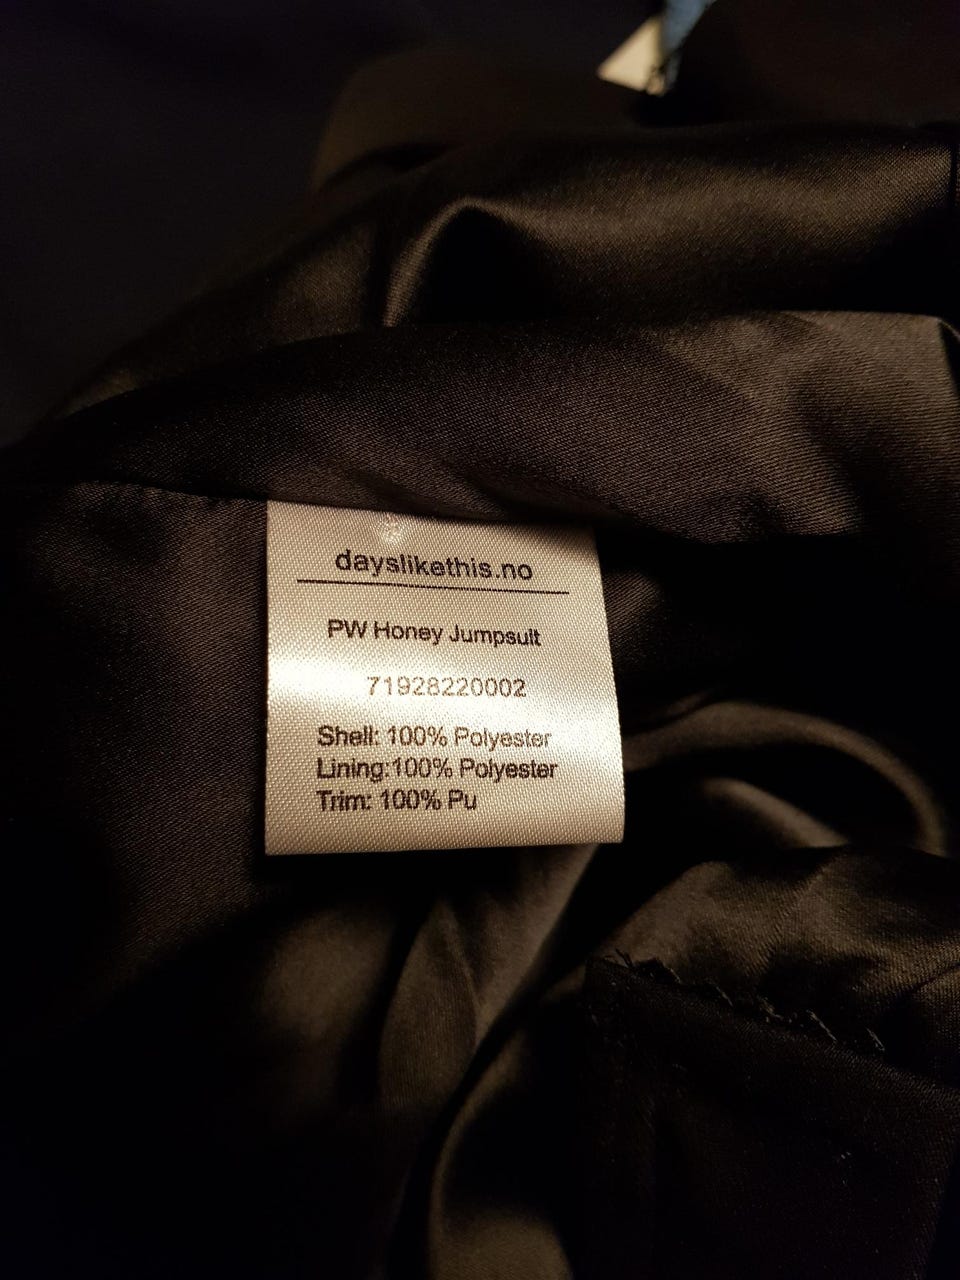 dayslikethis.no
PW Honey Jumpsuit
71928220002
Shell: 100% Polyester
Lining:100% Polyester
Trim: 100% Pu